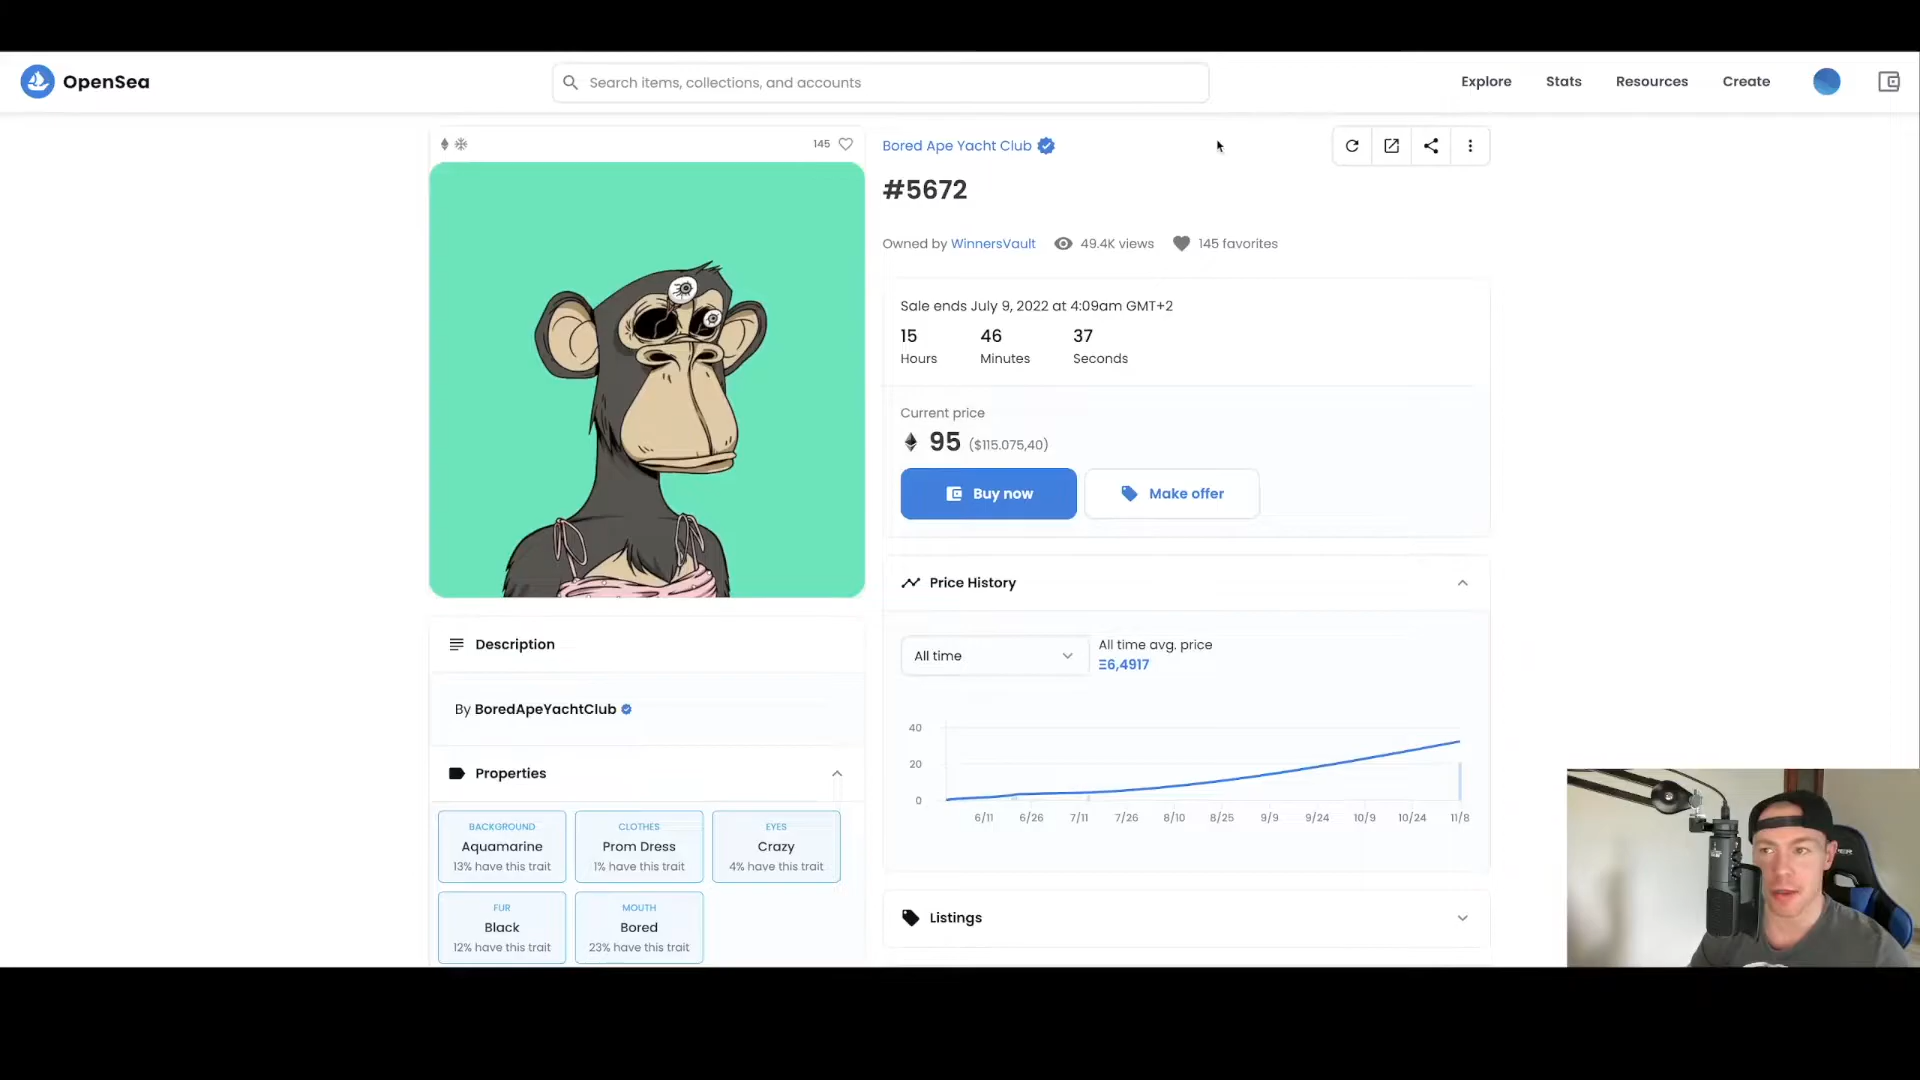 OpenSea
Search items, collections, and accounts
Explore
Stats
Resources
Create
145
Bored Ape Yacht Club
#5672
Owned by WinnersVault
49.4K views
145 favorites
Sale ends July 9, 2022 at 4:09am GMT+2
15
46
37
Hours
Minutes
Seconds
Current price
95 ($115.075,40)
Buy now
Make offer
Price History
All time
All time avg. price
Ξ6,4917
40
20
0
6/11
6/26
7/11
7/26
8/10
8/25
9/9
9/24
10/9
10/24
11/8
Listings
Description
By BoredApeYachtClub
Properties
BACKGROUND
Aquamarine
13% have this trait
CLOTHES
Prom Dress
1% have this trait
EYES
Crazy
4% have this trait
FUR
Black
12% have this trait
MOUTH
Bored
23% have this trait